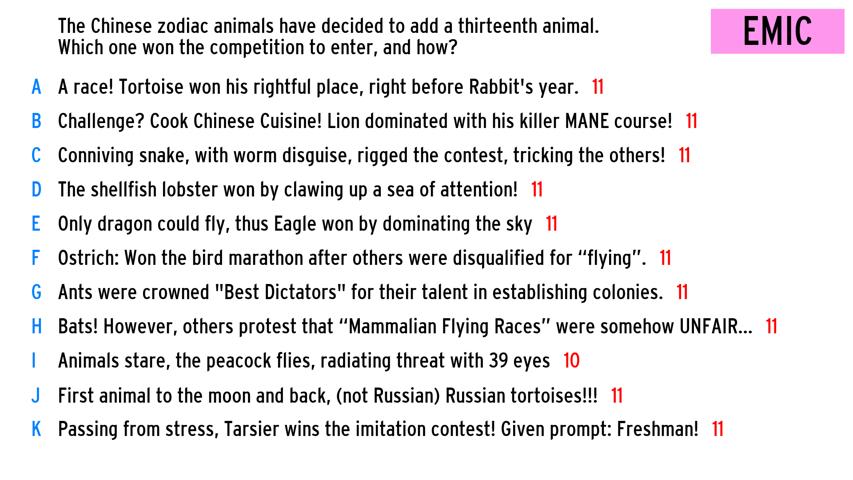 The Chinese zodiac animals have decided to add a thirteenth animal.
Which one won the competition to enter, and how?
EMIC
A A race! Tortoise won his rightful place, right before Rabbit's year. 11
B Challenge? Cook Chinese Cuisine! Lion dominated with his killer MANE course! 11
C Conniving snake, with worm disguise, rigged the contest, tricking the others! 11
D The shellfish lobster won by clawing up a sea of attention! 11
E Only dragon could fly, thus Eagle won by dominating the sky 11
F Ostrich: Won the bird marathon after others were disqualified for “flying”. 11
G Ants were crowned "Best Dictators" for their talent in establishing colonies. 11
H Bats! However, others protest that “Mammalian Flying Races” were somehow UNFAIR... 11
I Animals stare, the peacock flies, radiating threat with 39 eyes 10
J First animal to the moon and back, (not Russian) Russian tortoises!!! 11
K Passing from stress, Tarsier wins the imitation contest! Given prompt: Freshman! 11